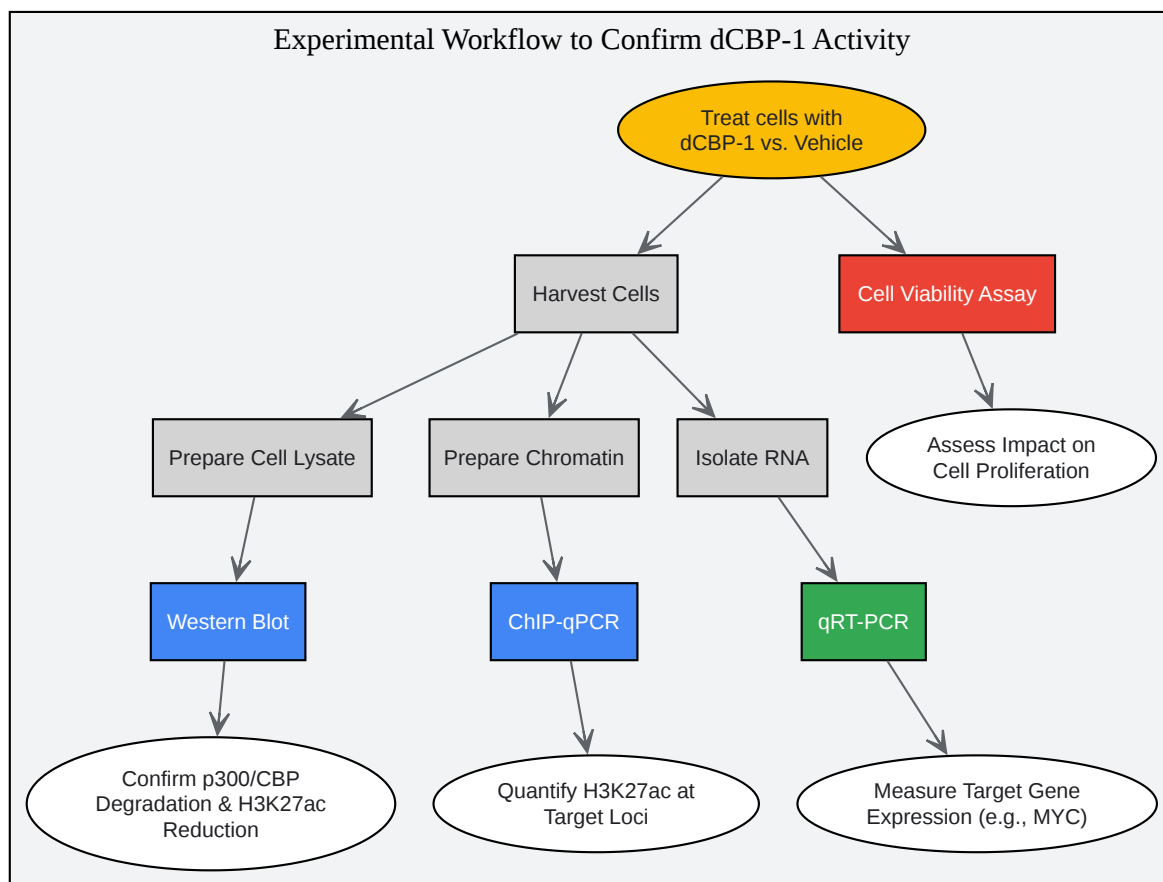 Experimental Workflow to Confirm dCBP-1 Activity
Treat cells with
dCBP-1 vs. Vehicle
Harvest Cells
Cell Viability Assay
Prepare Cell Lysate
Prepare Chromatin
Isolate RNA
Assess Impact on
Cell Proliferation
Western Blot
ChIP-qPCR
qRT-PCR
Confirm p300/CBP
Degradation & H3K27ac
Reduction
Quantify H3K27ac at
Target Loci
Measure Target Gene
Expression (e.g., MYC)